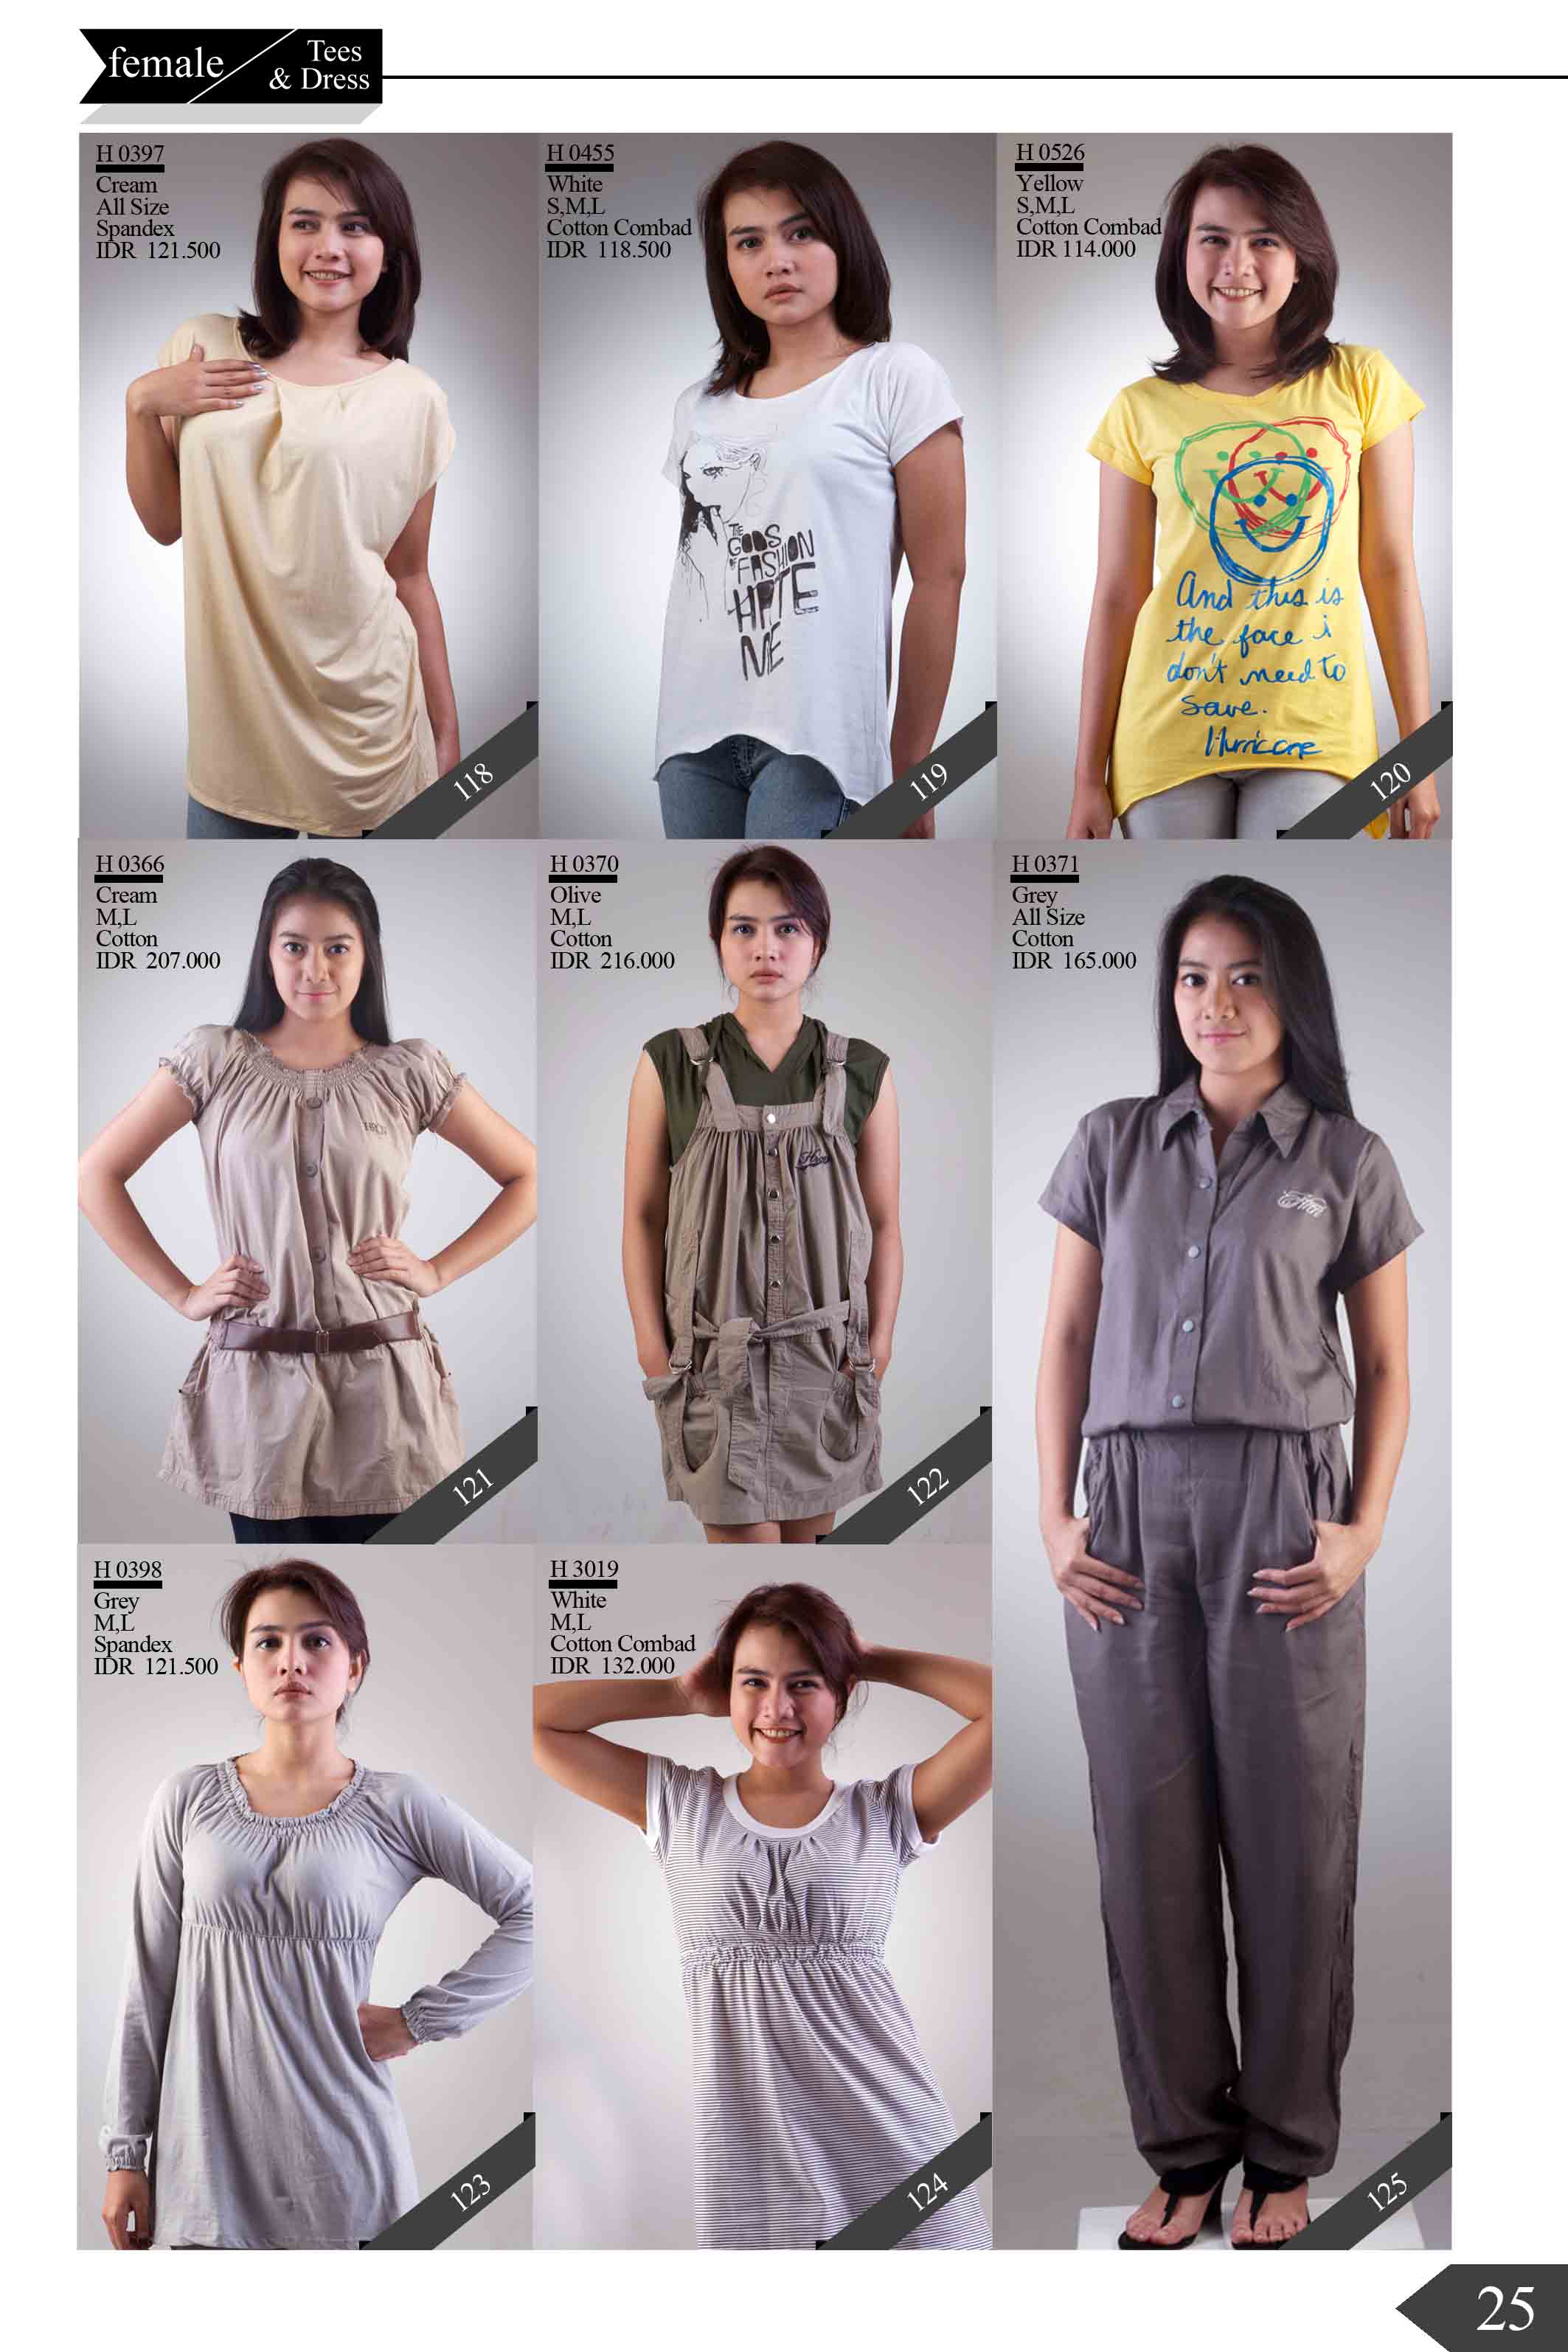 female
Tees
& Dress
H 0397
Cream
All Size
Spandex
IDR 121.500
118
H 0455
White
S,M,L
Cotton Combad
IDR 118.500
THE
GODS
OF FASHION
HATE
ME
119
H 0526
Yellow
S,M,L
Cotton Combad
IDR 114.000
And this is
the face i
don't need to
save.
Hurricane
120
H 0366
Cream
M,L
Cotton
IDR 207.000
121
H 0370
Olive
M,L
Cotton
IDR 216.000
122
H 0371
Grey
All Size
Cotton
IDR 165.000
125
H 0398
Grey
M,L
Spandex
IDR 121.500
123
H 3019
White
M,L
Cotton Combad
IDR 132.000
124
25